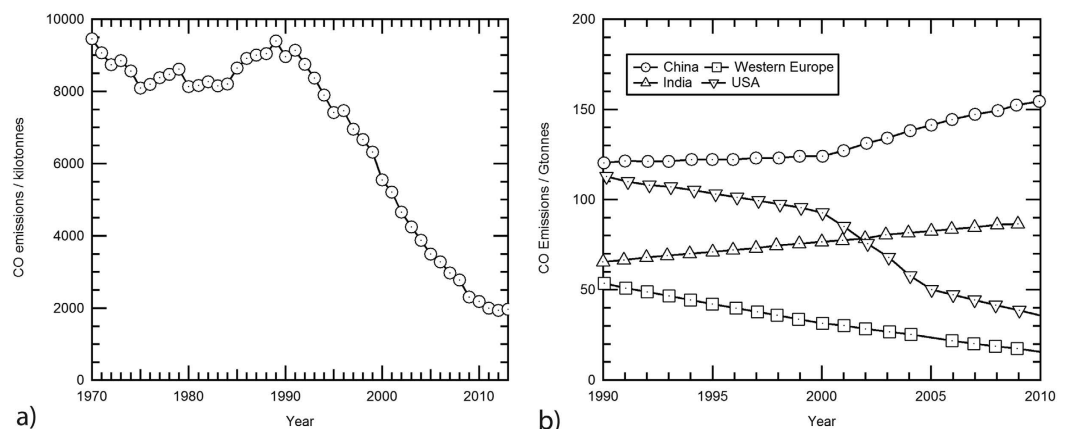 10000
8000
6000
4000
2000
0
CO emissions / kilotonnes
1970 1980 1990 2000 2010
Year
a)
200
150
100
50
0
CO Emissions / Gtonnes
China Western Europe
India USA
1990 1995 2000 2005 2010
Year
b)